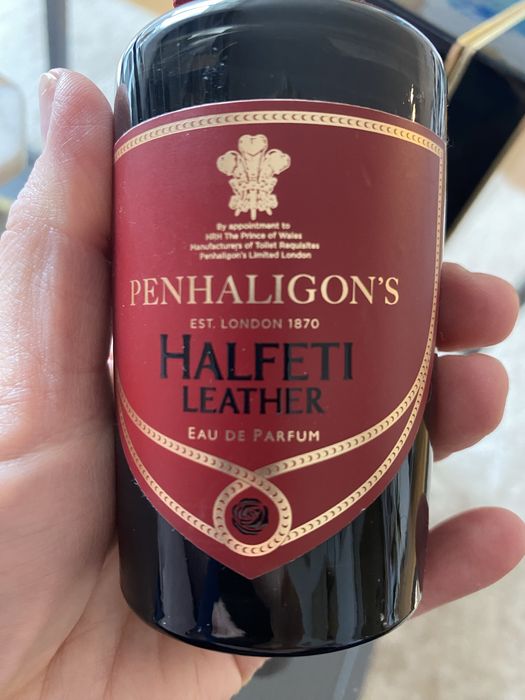 By appointment to
HRH The Prince of Wales
Manufacturers of Toilet Requisites
Penhaligon's Limited London
PENHALIGON'S
EST. LONDON 1870
HALFETI
LEATHER
EAU DE PARFUM